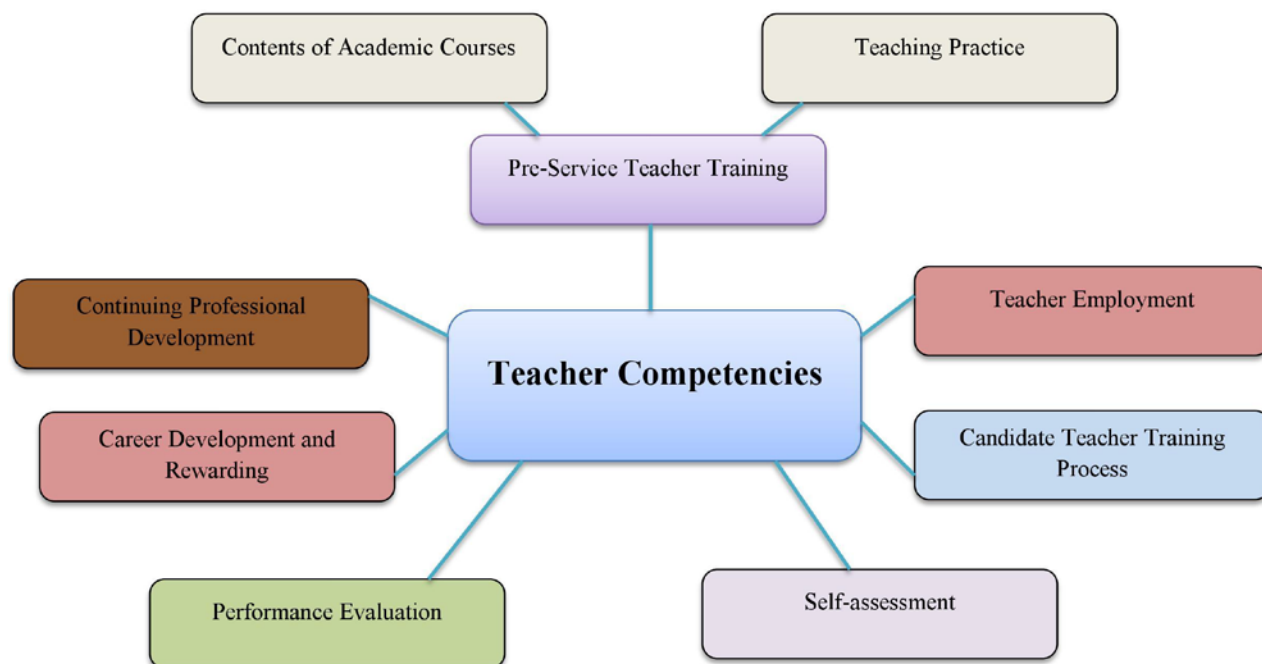 Contents of Academic Courses
Teaching Practice
Pre-Service Teacher Training
Continuing Professional
Development
Teacher Employment
Teacher Competencies
Career Development and
Rewarding
Candidate Teacher Training
Process
Performance Evaluation
Self-assessment